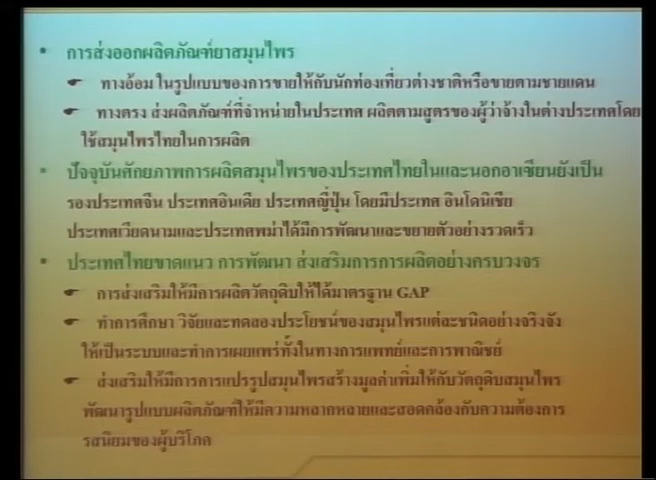 • การส่งออกผลิตภัณฑ์ยาสมุนไพร
☛ ทางอ้อม ในรูปแบบของการขายให้กับนักท่องเที่ยวต่างชาติหรือขายตามชายแดน
☛ ทางตรง ส่งผลิตภัณฑ์ที่จำหน่ายในประเทศ ผลิตตามสูตรของผู้ว่าจ้างในต่างประเทศโดย
ใช้สมุนไพรไทยในการผลิต
• ปัจจุบันศักยภาพการผลิตสมุนไพรของประเทศไทยในและนอกอาเซียนยังเป็น
รองประเทศจีน ประเทศอินเดีย ประเทศญี่ปุ่น โดยมีประเทศ อินโดนิเซีย
ประเทศเวียดนามและประเทศพม่าได้มีการพัฒนาและขยายตัวอย่างรวดเร็ว
• ประเทศไทยขาดแนว การพัฒนา ส่งเสริมการการผลิตอย่างครบวงจร
☛ การส่งเสริมให้มีการผลิตวัตถุดิบให้ได้มาตรฐาน GAP
☛ ทำการศึกษา วิจัยและทดลองประโยชน์ของสมุนไพรแต่ละชนิดอย่างจริงจัง
ให้เป็นระบบและทำการเผยแพร่ทั้งในทางการแพทย์และการพาณิชย์
☛ ส่งเสริมให้มีการการแปรรูปสมุนไพรสร้างมูลค่าเพิ่มให้กับวัตถุดิบสมุนไพร
พัฒนารูปแบบผลิตภัณฑ์ให้มีความหลากหลายและสอดคล้องกับความต้องการ
รสนิยมของผู้บริโภค